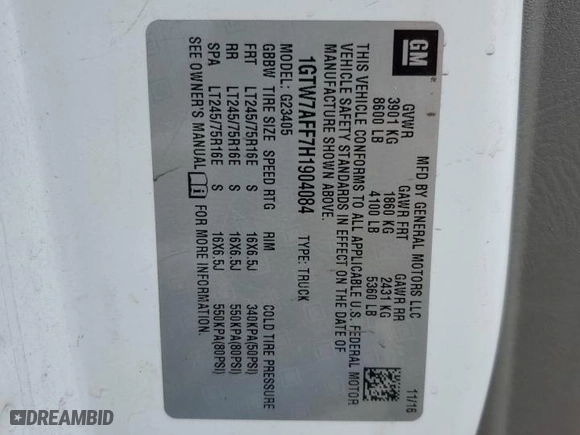 GM
MFD BY GENERAL MOTORS LLC
11/16
GVWR GAWR FRT GAWR RR
3901 KG 1860 KG 2431 KG
8600 LB 4100 LB 5360 LB
THIS VEHICLE CONFORMS TO ALL APPLICABLE U.S. FEDERAL MOTOR
VEHICLE SAFETY STANDARDS IN EFFECT ON THE DATE OF
MANUFACTURE SHOWN ABOVE.
1GTW7AFF7H1904084 TYPE: TRUCK
MODEL: G23405
GBBW TIRE SIZE SPEED RTG RIM COLD TIRE PRESSURE
FRT LT245/75R16E S 16X6.5J 340KPA(50PSI)
RR LT245/75R16E S 16X6.5J 550KPA(80PSI)
SPA LT245/75R16E S 16X6.5J 550KPA(80PSI)
SEE OWNER'S MANUAL FOR MORE INFORMATION.
DREAMBID